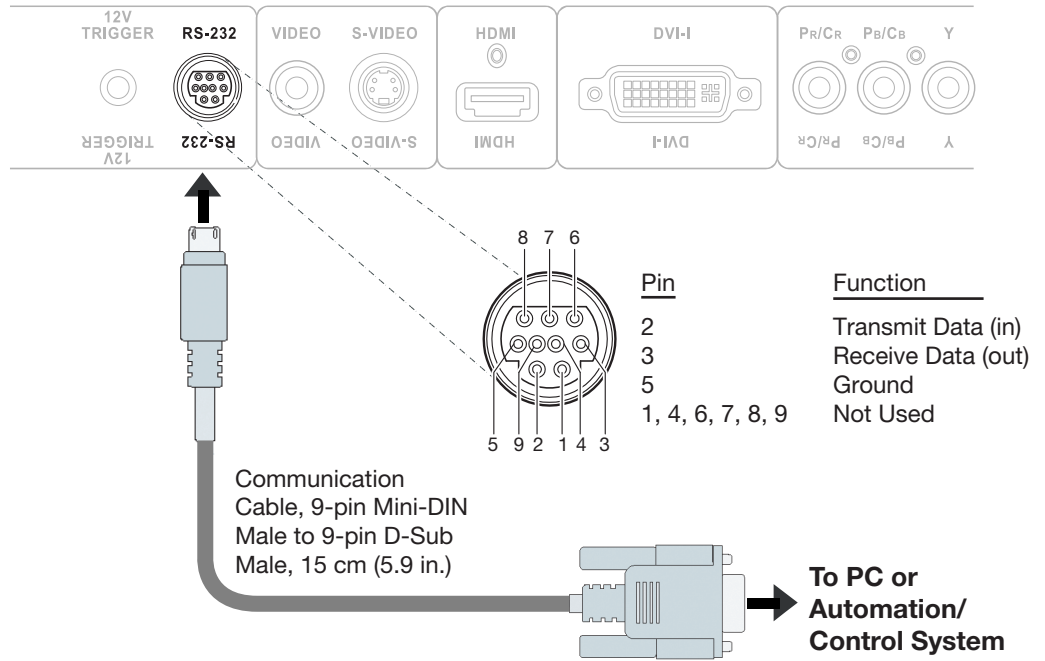 12V
TRIGGER
RS-232
VIDEO
S-VIDEO
HDMI
DVI-I
PR/CR
PB/CB
Y
12V
TRIGGER
RS-232
VIDEO
S-VIDEO
HDMI
DVI-I
PR/CR
PB/CB
Y
8 7 6
5 9 2 1 4 3
Pin Function
2 Transmit Data (in)
3 Receive Data (out)
5 Ground
1, 4, 6, 7, 8, 9 Not Used
Communication
Cable, 9-pin Mini-DIN
Male to 9-pin D-Sub
Male, 15 cm (5.9 in.)
To PC or
Automation/
Control System